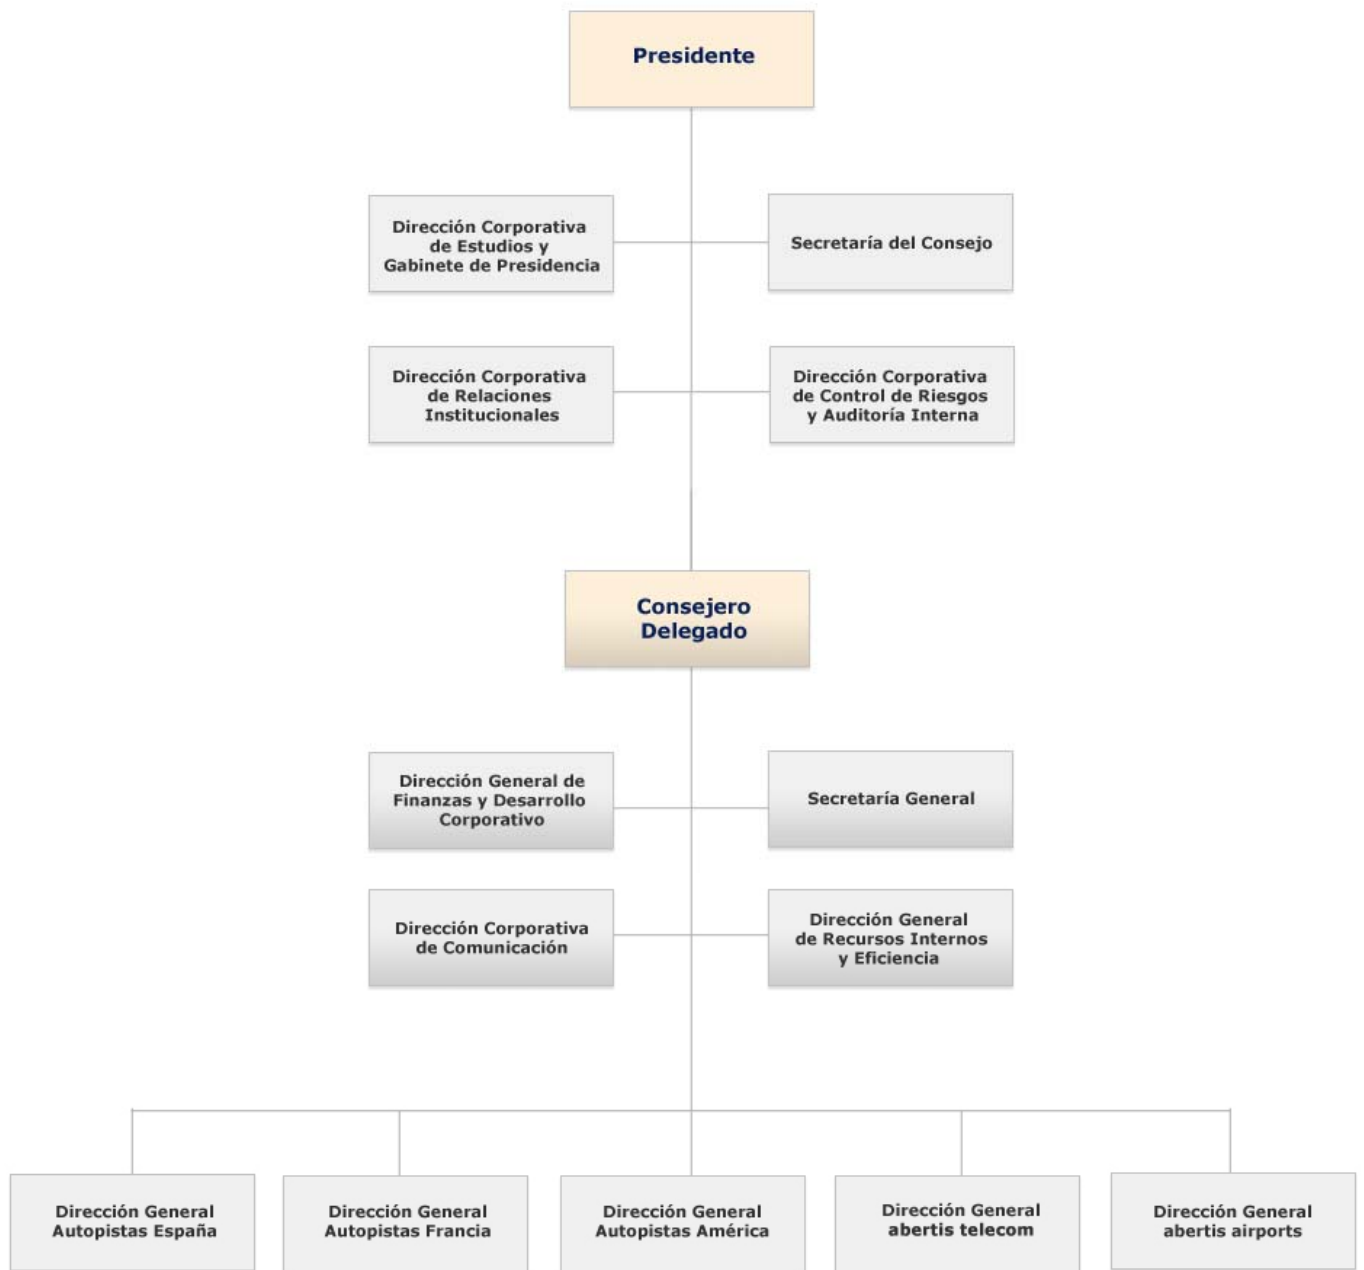 Presidente
Dirección Corporativa
de Estudios y
Gabinete de Presidencia
Secretaría del Consejo
Dirección Corporativa
de Relaciones
Institucionales
Dirección Corporativa
de Control de Riesgos
y Auditoría Interna
Consejero
Delegado
Dirección General de
Finanzas y Desarrollo
Corporativo
Secretaría General
Dirección Corporativa
de Comunicación
Dirección General
de Recursos Internos
y Eficiencia
Dirección General
Autopistas España
Dirección General
Autopistas Francia
Dirección General
Autopistas América
Dirección General
abertis telecom
Dirección General
abertis airports